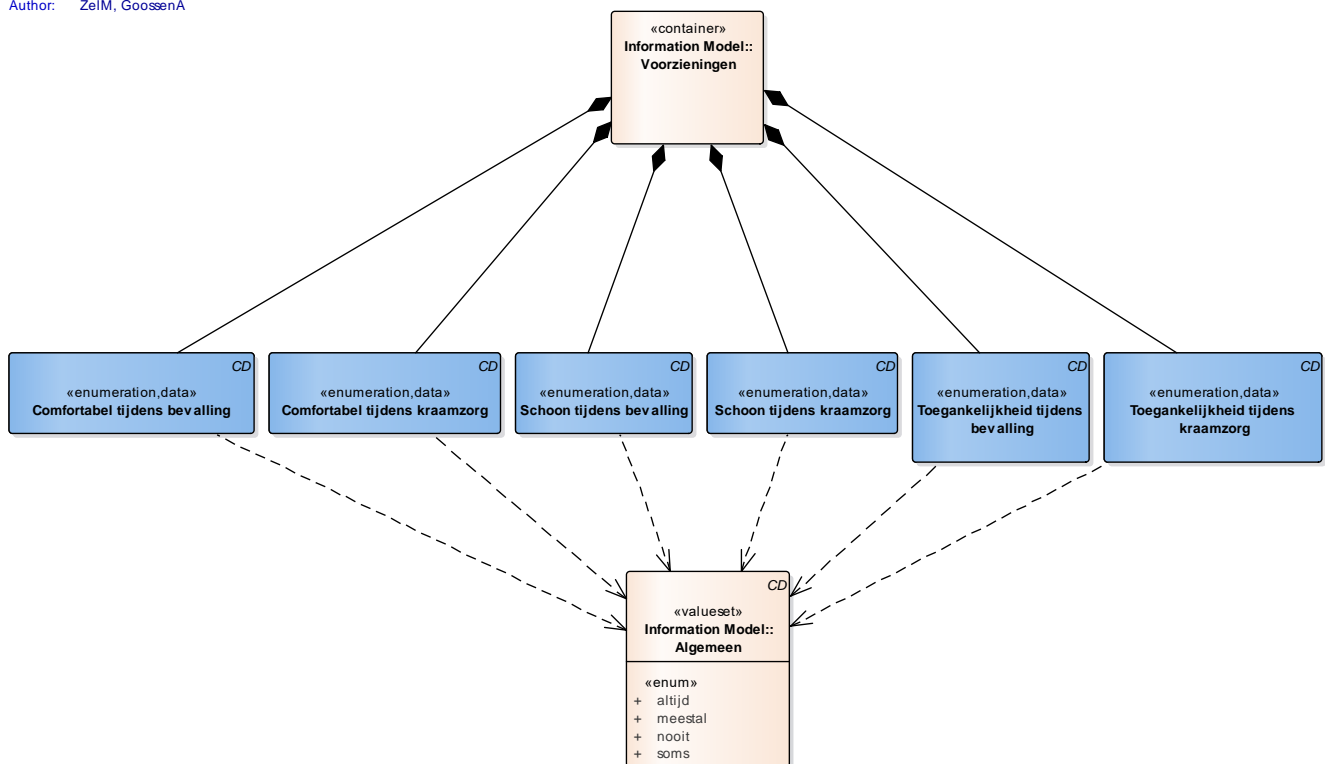 Author: ZelM, GoossenA
«container»
Information Model::
Voorzieningen
CD
«enumeration,data»
Comfortabel tijdens bevalling
CD
«enumeration,data»
Comfortabel tijdens kraamzorg
CD
«enumeration,data»
Schoon tijdens bevalling
CD
«enumeration,data»
Schoon tijdens kraamzorg
CD
«enumeration,data»
Toegankelijkheid tijdens
bevalling
CD
«enumeration,data»
Toegankelijkheid tijdens
kraamzorg
CD
«valueset»
Information Model::
Algemeen
«enum»
+ altijd
+ meestal
+ nooit
+ soms